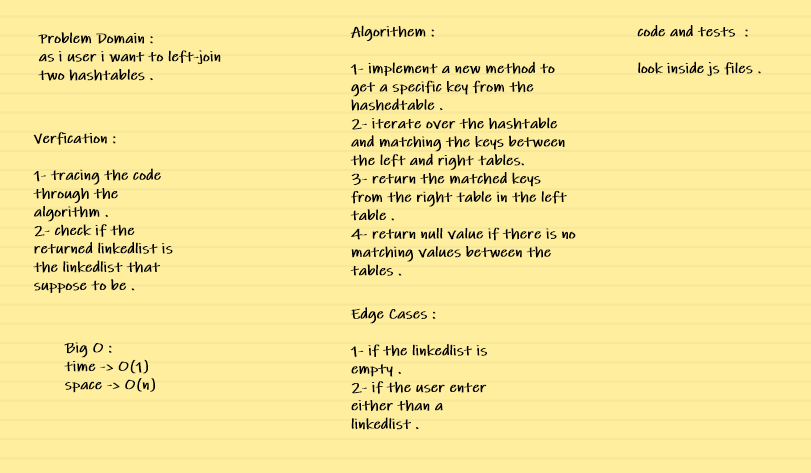 Problem Domain :
as i user i want to left-join
two hashtables .
Verfication :
1- tracing the code
through the
algorithm .
2- check if the
returned linkedlist is
the linkedlist that
suppose to be .
Big O :
time -> O(1)
space -> O(n)
Algorithem :
1- implement a new method to
get a specific key from the
hashedtable .
2- iterate over the hashtable
and matching the keys between
the left and right tables.
3- return the matched keys
from the right table in the left
table .
4- return null value if there is no
matching values between the
tables .
Edge Cases :
1- if the linkedlist is
empty .
2- if the user enter
either than a
linkedlist .
code and tests :
look inside js files .